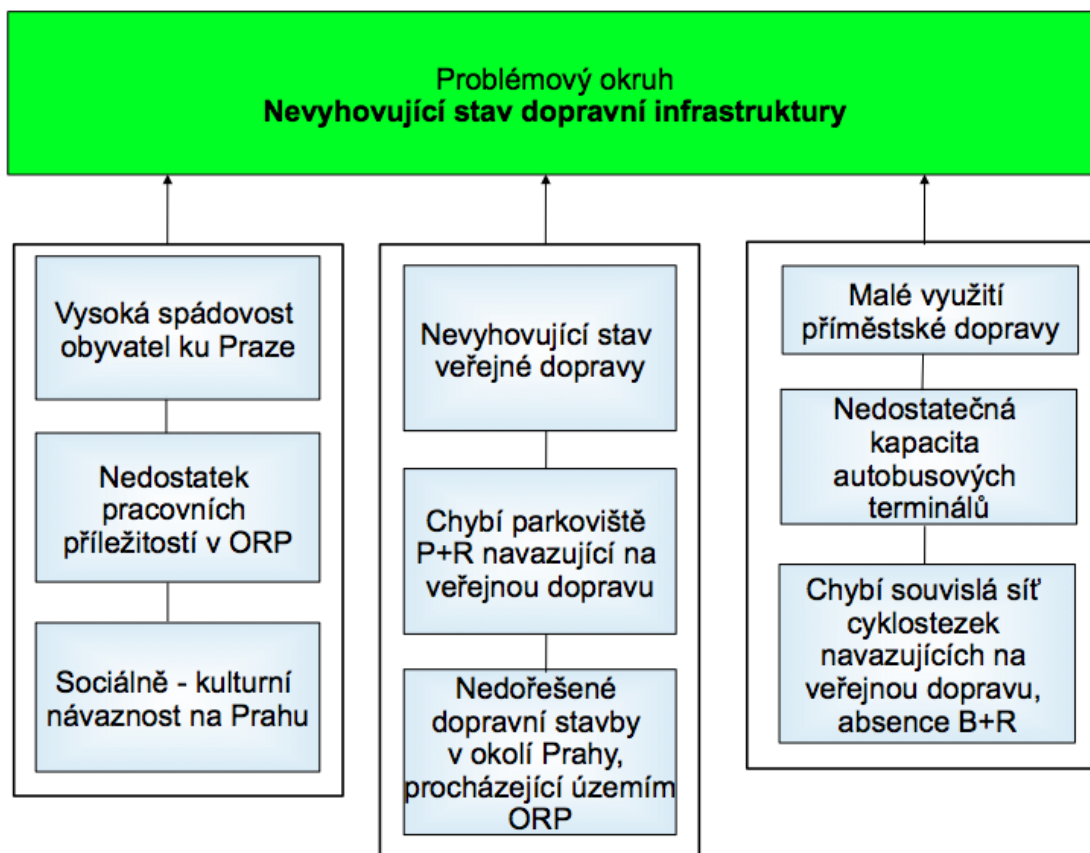 Problémový okruh
Nevyhovující stav dopravní infrastruktury
Vysoká spádovost
obyvatel ku Praze
Nedostatek
pracovních
příležitostí v ORP
Sociálně - kulturní
návaznost na Prahu
Nevyhovující stav
veřejné dopravy
Chybí parkoviště
P+R navazující na
veřejnou dopravu
Nedořešené
dopravní stavby
v okolí Prahy,
procházející územím
ORP
Malé využití
příměstské dopravy
Nedostatečná
kapacita
autobusových
terminálů
Chybí souvislá síť
cyklostezek
navazujících na
veřejnou dopravu,
absence B+R